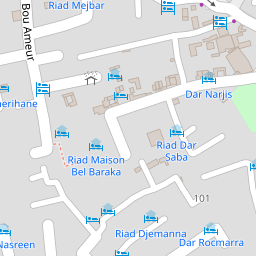 Riad Mejbar
Bou Ameur
Dar Narjis
Riad Dar
Saba
Riad Maison
Bel Baraka
101
Riad Djemanna
Dar Rocmarra
Nasreen